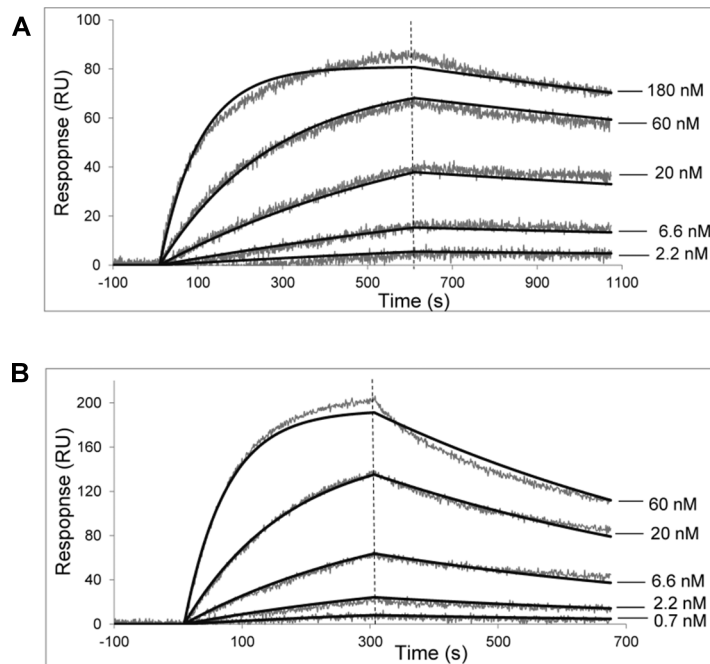 A
100
80
60
40
20
0
Respopnse (RU)
-100 100 300 500 700 900 1100
Time (s)
180 nM
60 nM
20 nM
6.6 nM
2.2 nM
B
200
160
120
80
40
0
Respopnse (RU)
-100 100 300 500 700
Time (s)
60 nM
20 nM
6.6 nM
2.2 nM
0.7 nM